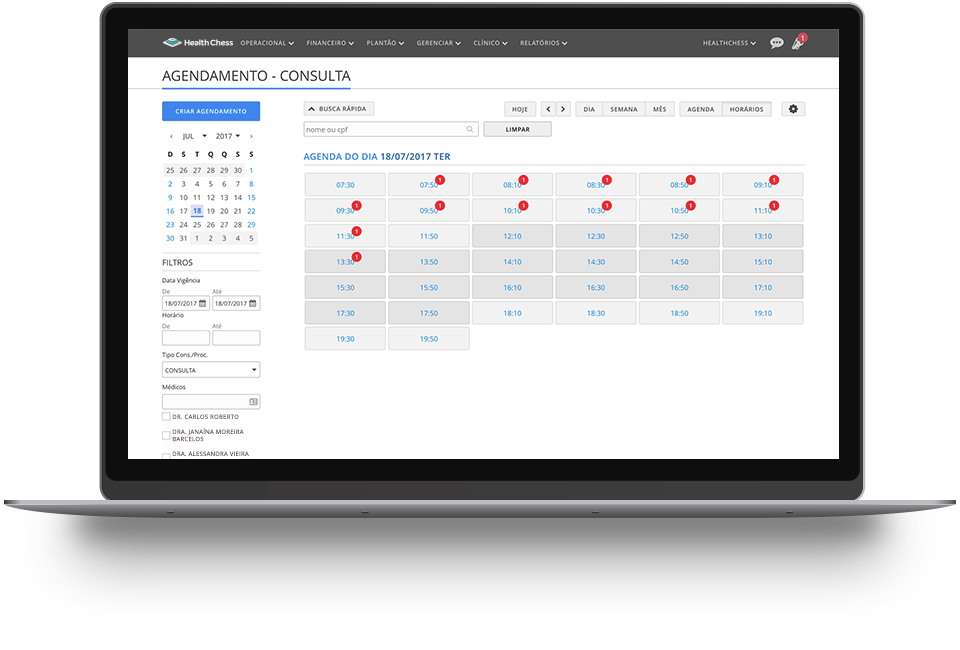 Health Chess OPERACIONAL FINANCEIRO PLANTÃO GERENCIAR CLÍNICO RELATÓRIOS HEALTHCHESS 1
AGENDAMENTO - CONSULTA
CRIAR AGENDAMENTO
JUL 2017
D S T Q Q S S
25 26 27 28 29 30 1
2 3 4 5 6 7 8
9 10 11 12 13 14 15
16 17 18 19 20 21 22
23 24 25 26 27 28 29
30 31 1 2 3 4 5
FILTROS
Data Vigência
De Até
18/07/2017 18/07/2017
Horário
De Até
Tipo Cons./Proc.
CONSULTA
Médicos
DR. CARLOS ROBERTO
DRA. JANAÍNA MOREIRA
BARCELOS
DRA. ALESSANDRA VIEIRA
BUSCA RÁPIDA HOJE DIA SEMANA MÊS AGENDA HORÁRIOS
nome ou cpf LIMPAR
AGENDA DO DIA 18/07/2017 TER
07:30 07:50 1 08:10 1 08:30 1 08:50 1 09:10 1
09:30 1 09:50 1 10:10 1 10:30 1 10:50 1 11:10 1
11:30 1 11:50 12:10 12:30 12:50 13:10
13:30 1 13:50 14:10 14:30 14:50 15:10
15:30 15:50 16:10 16:30 16:50 17:10
17:30 17:50 18:10 18:30 18:50 19:10
19:30 19:50